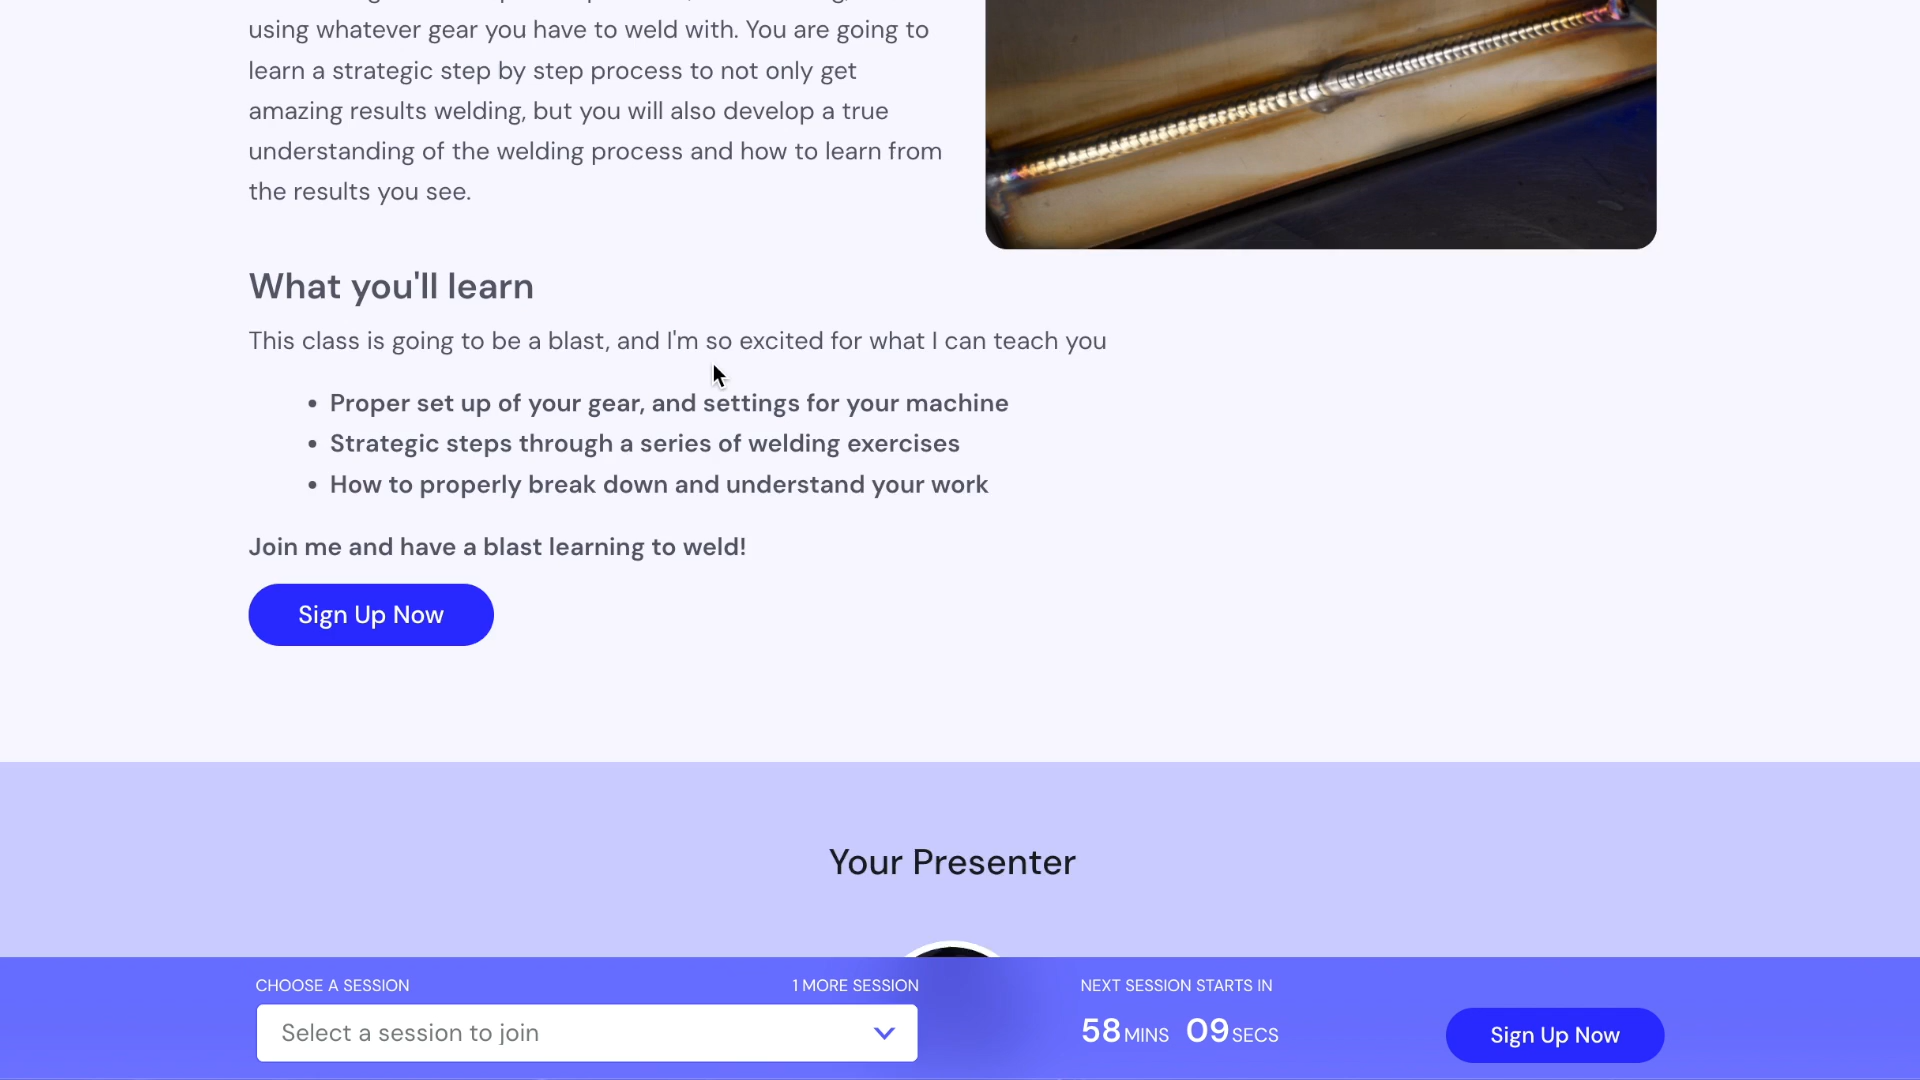 using whatever gear you have to weld with. You are going to
learn a strategic step by step process to not only get
amazing results welding, but you will also develop a true
understanding of the welding process and how to learn from
the results you see.
What you'll learn
This class is going to be a blast, and I'm so excited for what I can teach you
• Proper set up of your gear, and settings for your machine
• Strategic steps through a series of welding exercises
• How to properly break down and understand your work
Join me and have a blast learning to weld!
Sign Up Now
Your Presenter
CHOOSE A SESSION
1 MORE SESSION
Select a session to join
NEXT SESSION STARTS IN
58 MINS 09 SECS
Sign Up Now